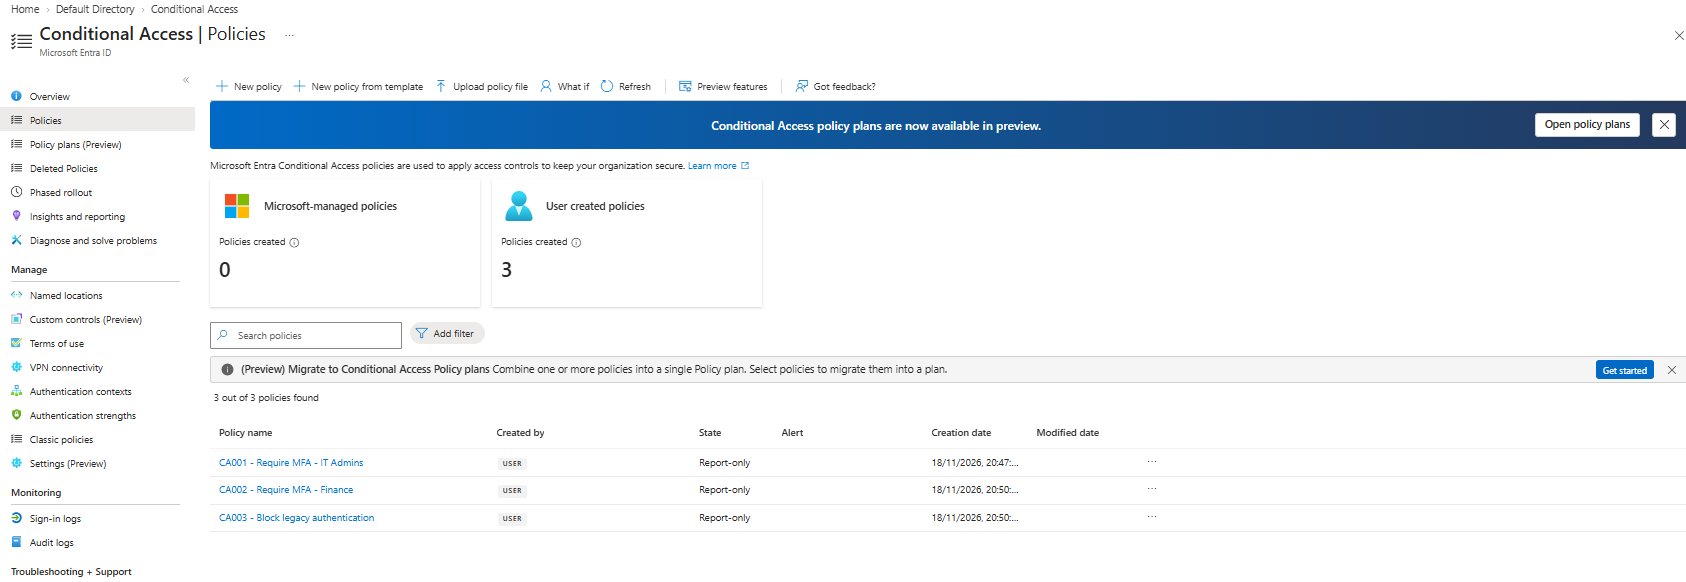 Home › Default Directory › Conditional Access
Conditional Access | Policies ...
Microsoft Entra ID
«
Overview
Policies
Policy plans (Preview)
Deleted Policies
Phased rollout
Insights and reporting
Diagnose and solve problems
Manage
Named locations
Custom controls (Preview)
Terms of use
VPN connectivity
Authentication contexts
Authentication strengths
Classic policies
Settings (Preview)
Monitoring
Sign-in logs
Audit logs
Troubleshooting + Support
New policy New policy from template Upload policy file What if Refresh Preview features Got feedback?
Conditional Access policy plans are now available in preview. Open policy plans
Microsoft Entra Conditional Access policies are used to apply access controls to keep your organization secure. Learn more
Microsoft-managed policies
Policies created
0
User created policies
Policies created
3
Search policies Add filter
(Preview) Migrate to Conditional Access Policy plans Combine one or more policies into a single Policy plan. Select policies to migrate them into a plan. Get started
3 out of 3 policies found
Policy name Created by State Alert Creation date Modified date
CA001 - Require MFA - IT Admins USER Report-only 18/11/2026, 20:47:... ...
CA002 - Require MFA - Finance USER Report-only 18/11/2026, 20:50:... ...
CA003 - Block legacy authentication USER Report-only 18/11/2026, 20:50:... ...